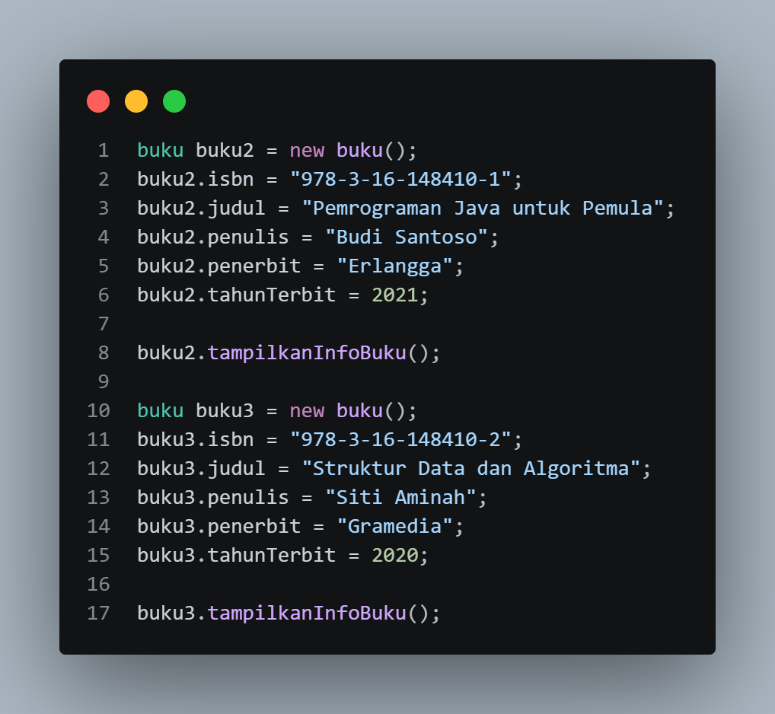 1 buku buku2 = new buku();
2 buku2.isbn = "978-3-16-148410-1";
3 buku2.judul = "Pemrograman Java untuk Pemula";
4 buku2.penulis = "Budi Santoso";
5 buku2.penerbit = "Erlangga";
6 buku2.tahunTerbit = 2021;
7
8 buku2.tampilkanInfoBuku();
9
10 buku buku3 = new buku();
11 buku3.isbn = "978-3-16-148410-2";
12 buku3.judul = "Struktur Data dan Algoritma";
13 buku3.penulis = "Siti Aminah";
14 buku3.penerbit = "Gramedia";
15 buku3.tahunTerbit = 2020;
16
17 buku3.tampilkanInfoBuku();